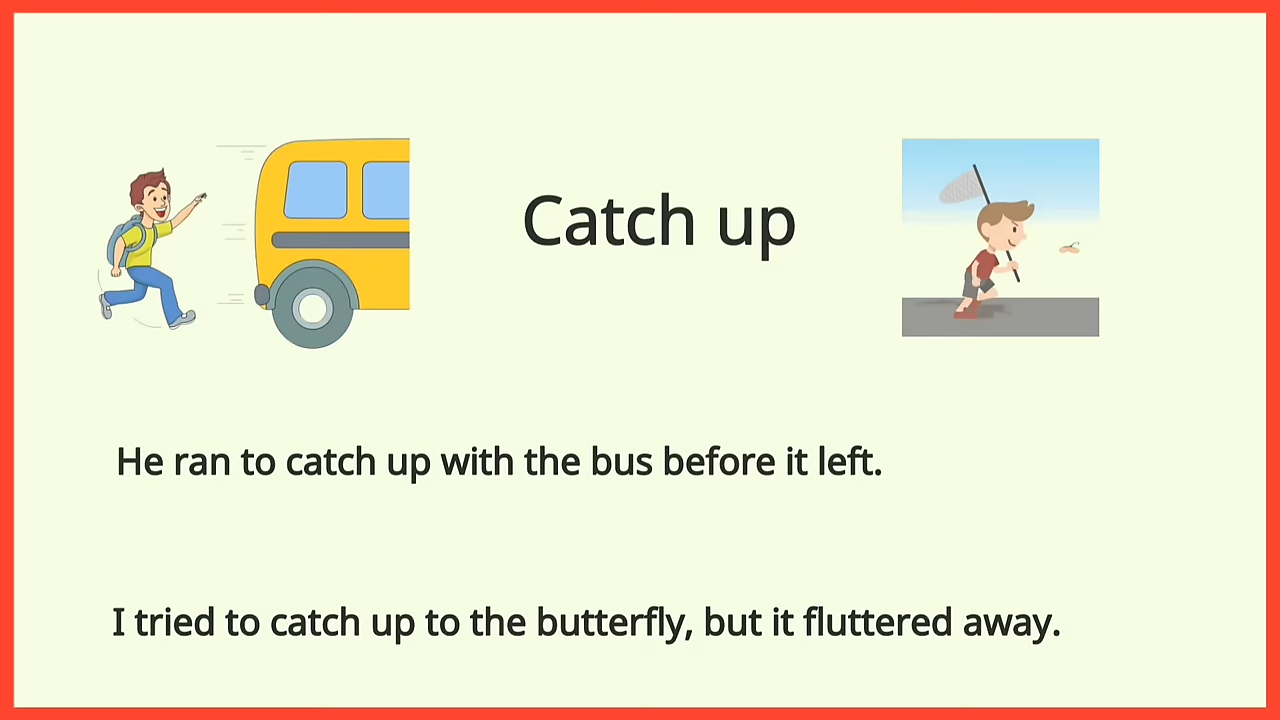 Catch up
He ran to catch up with the bus before it left.
I tried to catch up to the butterfly, but it fluttered away.